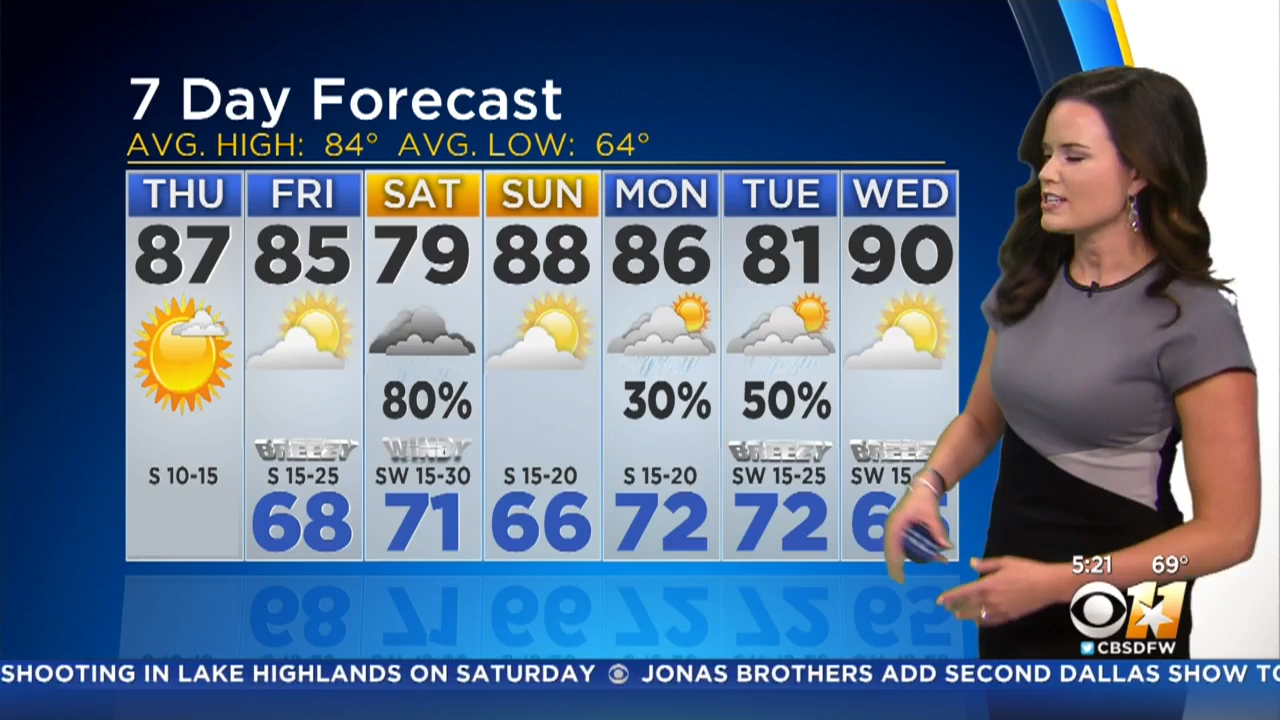 7 Day Forecast
AVG. HIGH: 84° AVG. LOW: 64°
THU FRI SAT SUN MON TUE WED
87 85 79 88 86 81 90
80% 30% 50%
BREEZY WINDY BREEZY
S 10-15 S 15-25 SW 15-30 S 15-20 S 15-20 SW 15-25 SW
68 71 66 72 72 65
5:21 69°
11
CBSDFW
SHOOTING IN LAKE HIGHLANDS ON SATURDAY JONAS BROTHERS ADD SECOND DALLAS SHOW